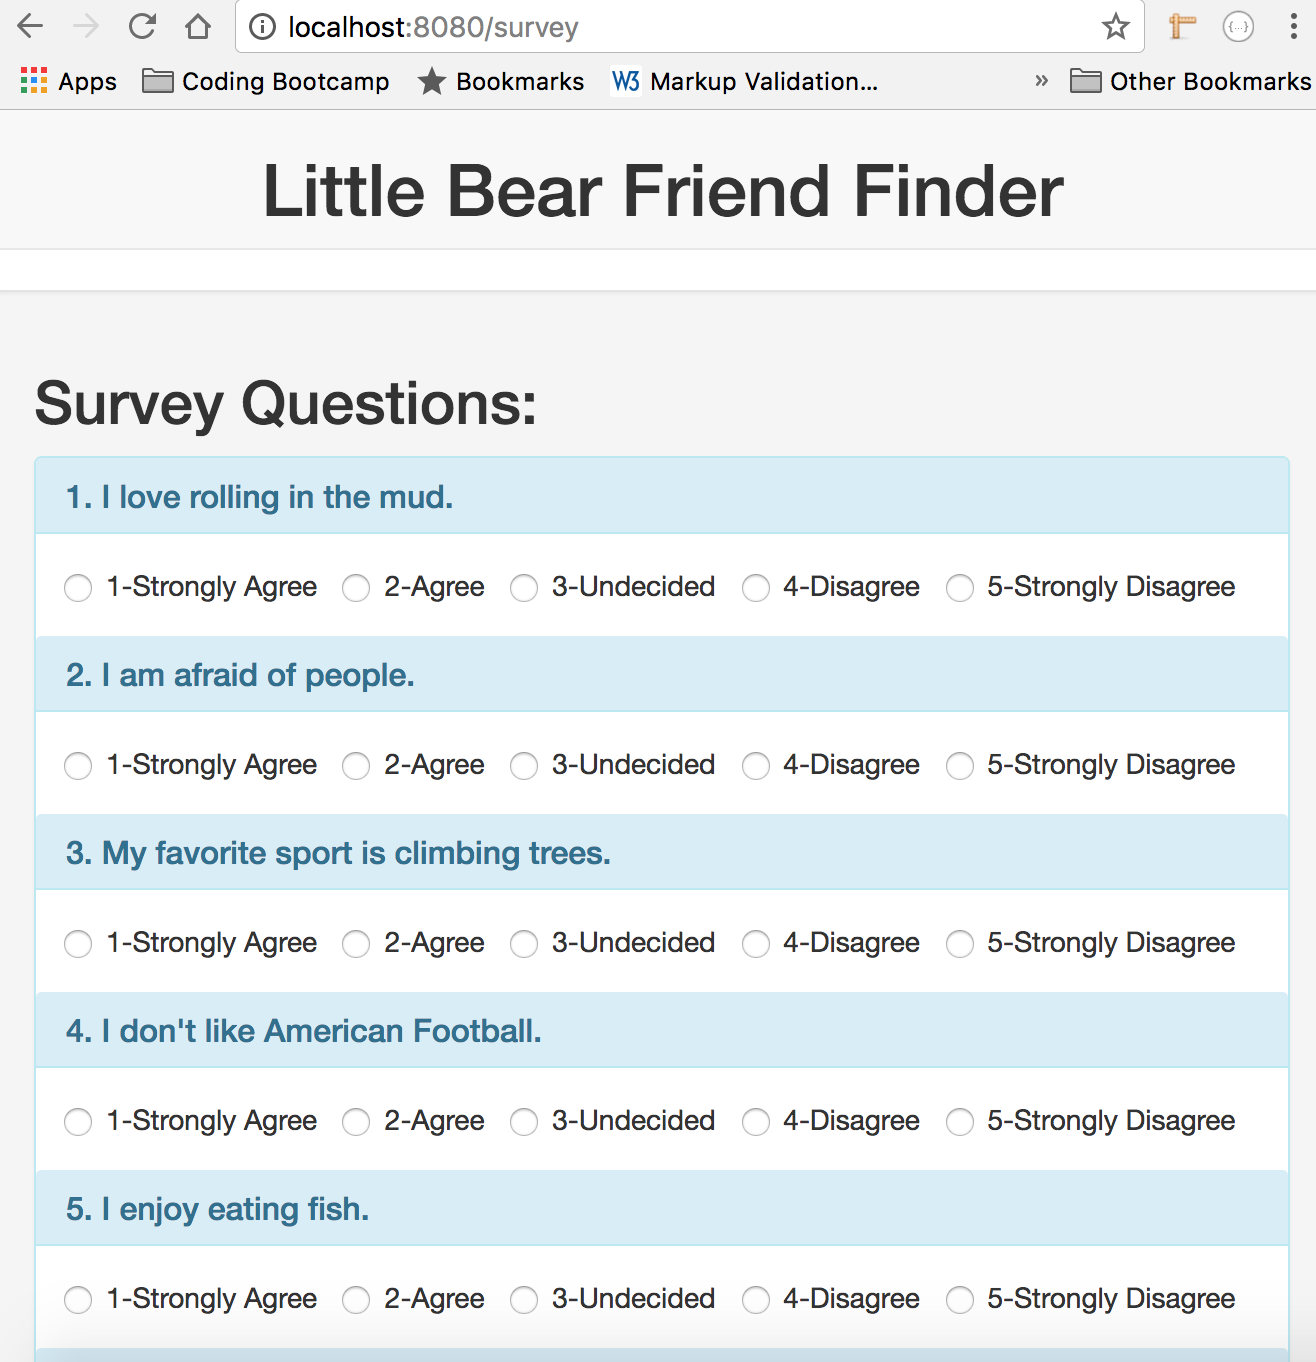 localhost:8080/survey
{...}
Apps Coding Bootcamp Bookmarks W3 Markup Validation... » Other Bookmarks
Little Bear Friend Finder
Survey Questions:
1. I love rolling in the mud.
1-Strongly Agree 2-Agree 3-Undecided 4-Disagree 5-Strongly Disagree
2. I am afraid of people.
1-Strongly Agree 2-Agree 3-Undecided 4-Disagree 5-Strongly Disagree
3. My favorite sport is climbing trees.
1-Strongly Agree 2-Agree 3-Undecided 4-Disagree 5-Strongly Disagree
4. I don't like American Football.
1-Strongly Agree 2-Agree 3-Undecided 4-Disagree 5-Strongly Disagree
5. I enjoy eating fish.
1-Strongly Agree 2-Agree 3-Undecided 4-Disagree 5-Strongly Disagree